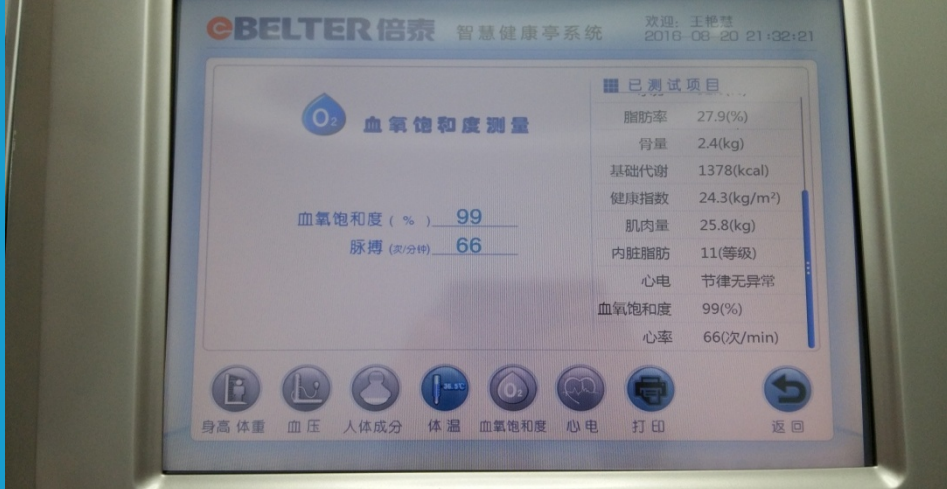 eBELTER倍泰 智慧健康亭系统
欢迎: 王艳慧
2016-08-20 21:32:21
O2 血氧饱和度测量
血氧饱和度 ( % ) 99
脉搏 (次/分钟) 66
已测试项目
脂肪率 27.9(%)
骨量 2.4(kg)
基础代谢 1378(kcal)
健康指数 24.3(kg/m²)
肌肉量 25.8(kg)
内脏脂肪 11(等级)
心电 节律无异常
血氧饱和度 99(%)
心率 66(次/min)
36.5℃ O2
身高体重 血压 人体成分 体温 血氧饱和度 心电 打印 返回